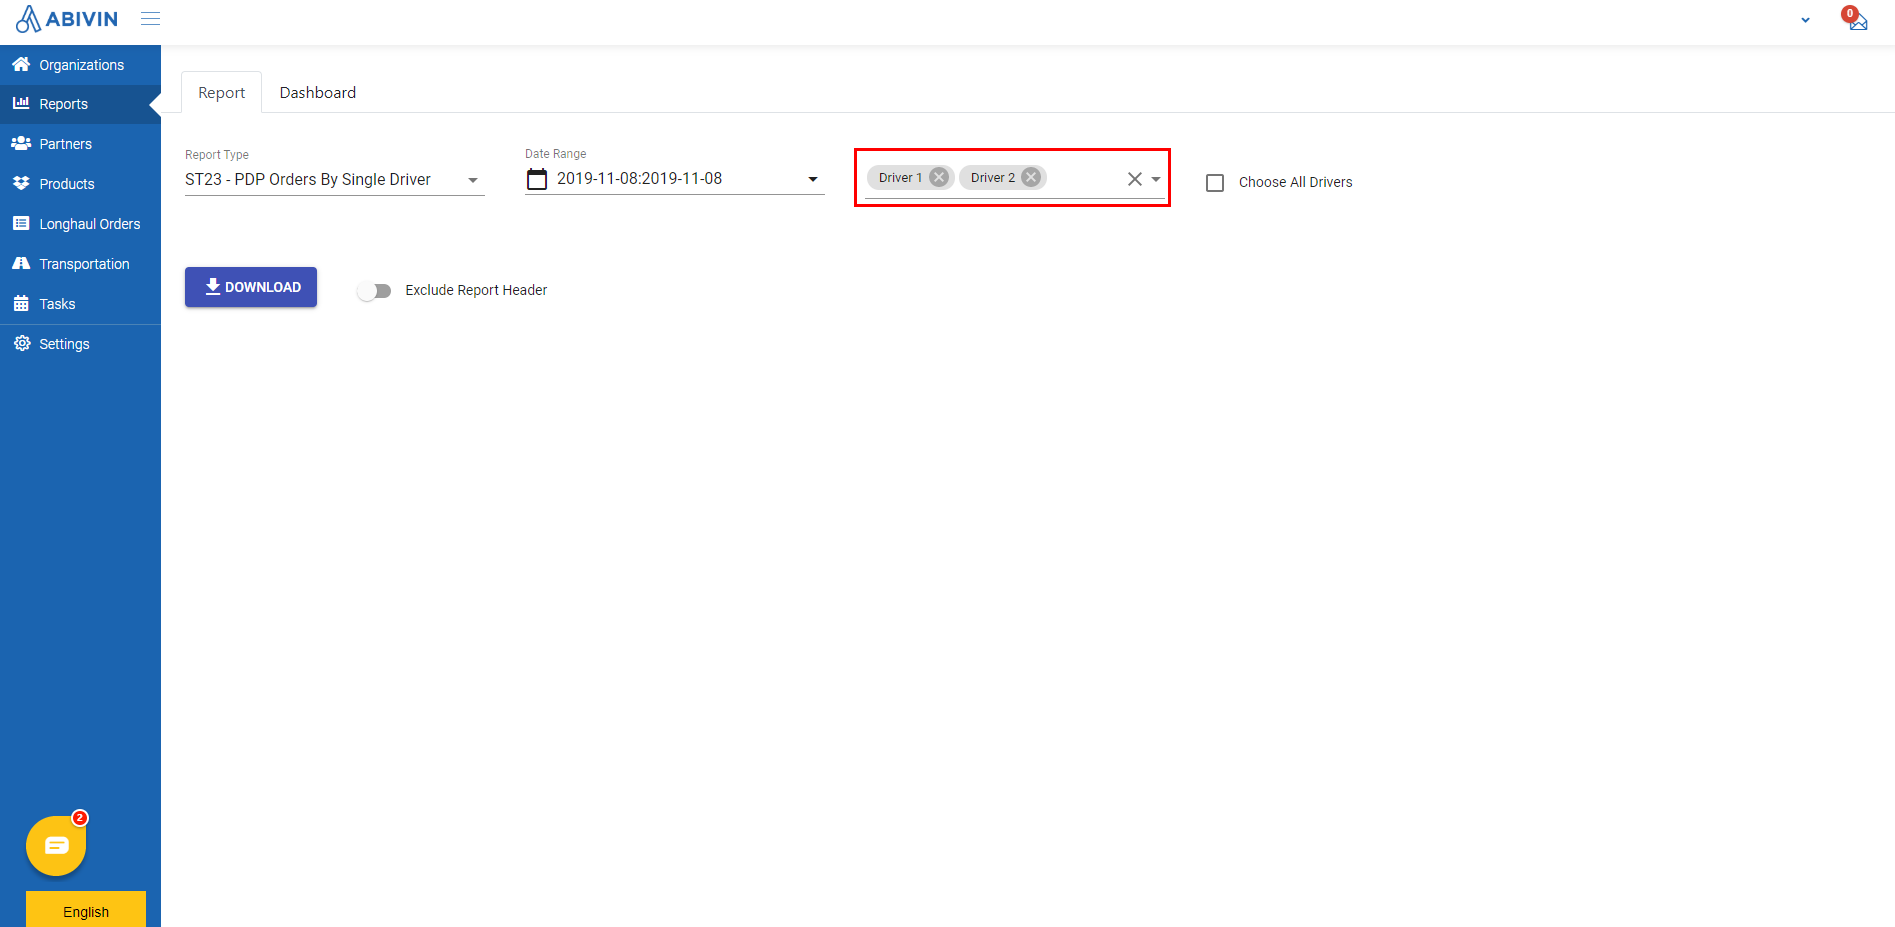 ABIVIN
0
Organizations
Reports
Partners
Products
Longhaul Orders
Transportation
Tasks
Settings
2
English
Report
Dashboard
Report Type
ST23 - PDP Orders By Single Driver
Date Range
2019-11-08:2019-11-08
Driver 1
Driver 2
Choose All Drivers
DOWNLOAD
Exclude Report Header